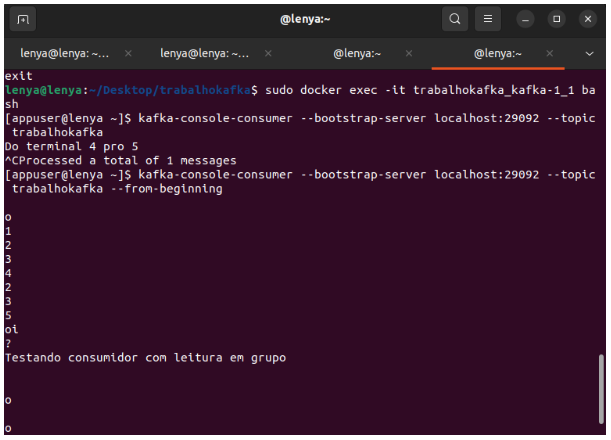 @lenya:~
lenya@lenya: ~...
lenya@lenya: ~...
@lenya:~
@lenya:~
exit
lenya@lenya:~/Desktop/trabalhokafka$ sudo docker exec -it trabalhokafka_kafka-1_1 ba
sh
[appuser@lenya ~]$ kafka-console-consumer --bootstrap-server localhost:29092 --topic
trabalhokafka
Do terminal 4 pro 5
^CProcessed a total of 1 messages
[appuser@lenya ~]$ kafka-console-consumer --bootstrap-server localhost:29092 --topic
trabalhokafka --from-beginning
o
1
2
3
4
2
3
5
oi
?
Testando consumidor com leitura em grupo
o
o